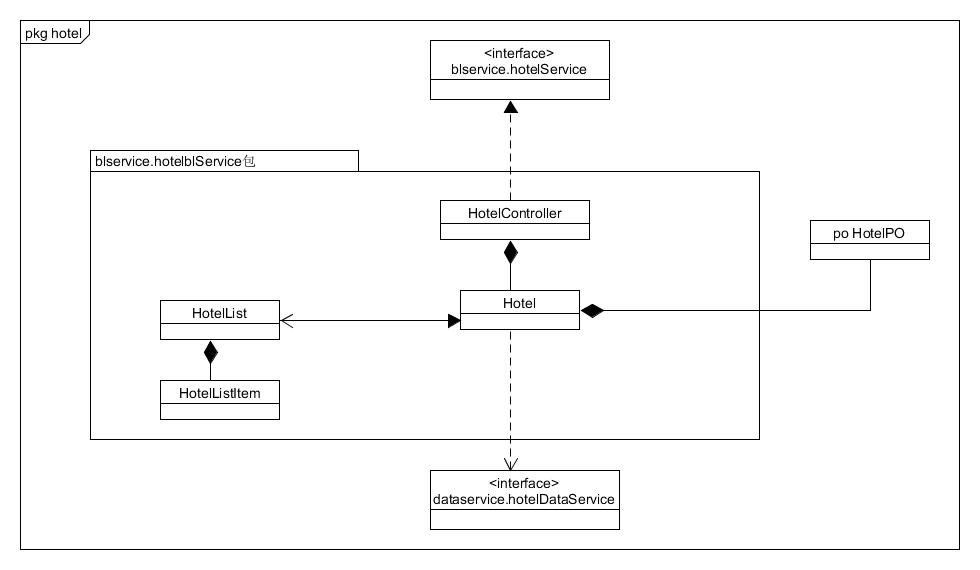 pkg hotel
<interface>
blservice.hotelService
blservice.hotelblService包
HotelController
po HotelPO
Hotel
HotelList
HotelListItem
<interface>
dataservice.hotelDataService